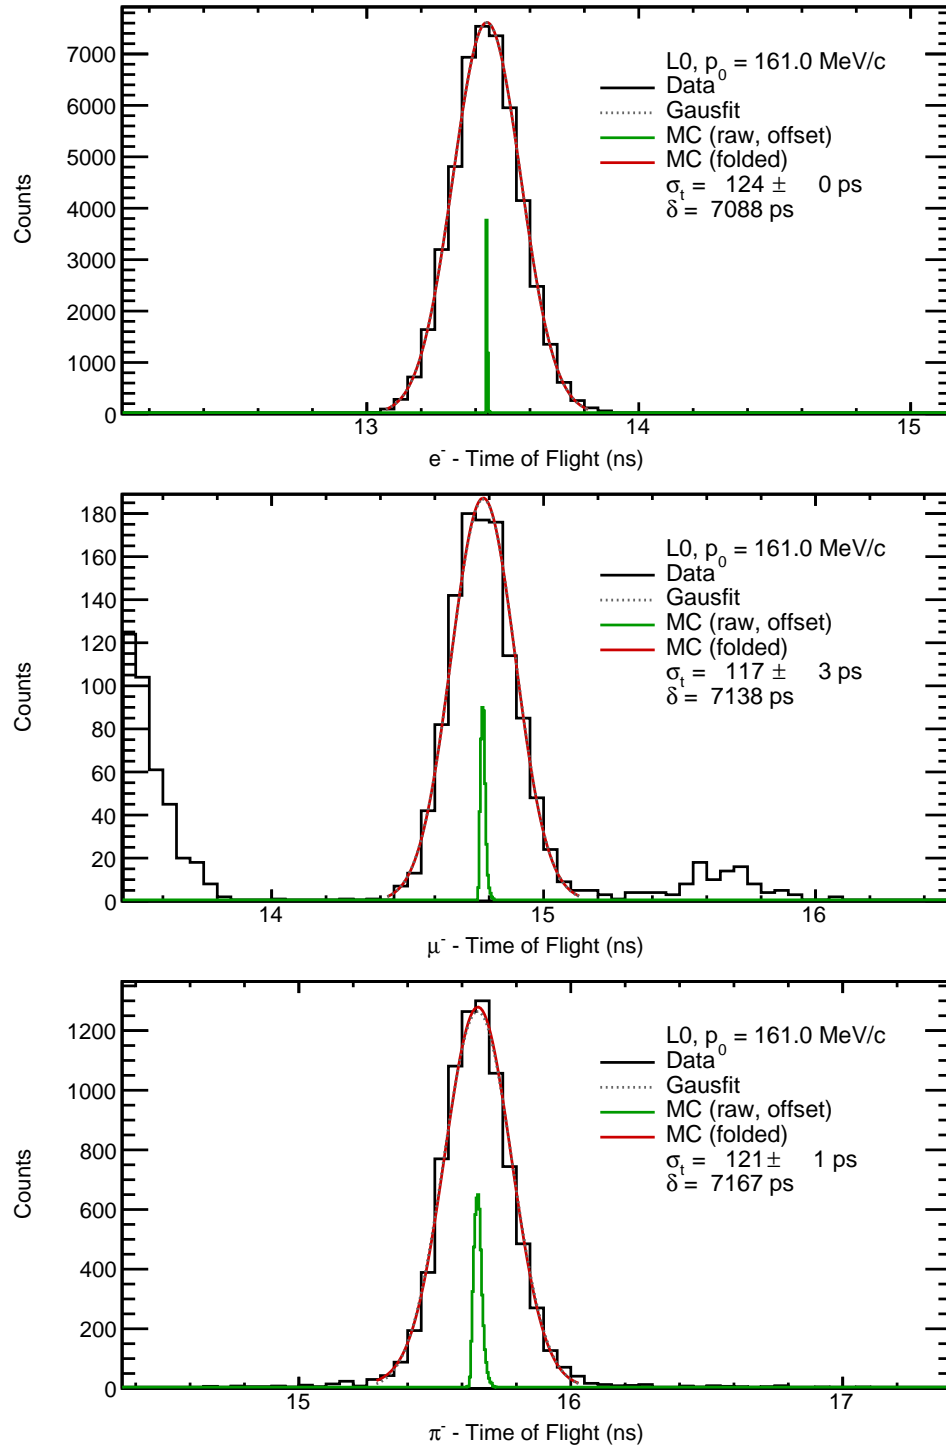 7000
6000
5000
4000
3000
2000
1000
0
Counts
L0, p₀ = 161.0 MeV/c
Data
Gausfit
MC (raw, offset)
MC (folded)
σₜ = 124 ± 0 ps
δ = 7088 ps
13 14 15
e⁻ - Time of Flight (ns)
180
160
140
120
100
80
60
40
20
0
Counts
L0, p₀ = 161.0 MeV/c
Data
Gausfit
MC (raw, offset)
MC (folded)
σₜ = 117 ± 3 ps
δ = 7138 ps
14 15 16
μ⁻ - Time of Flight (ns)
1200
1000
800
600
400
200
0
Counts
L0, p₀ = 161.0 MeV/c
Data
Gausfit
MC (raw, offset)
MC (folded)
σₜ = 121 ± 1 ps
δ = 7167 ps
15 16 17
π⁻ - Time of Flight (ns)